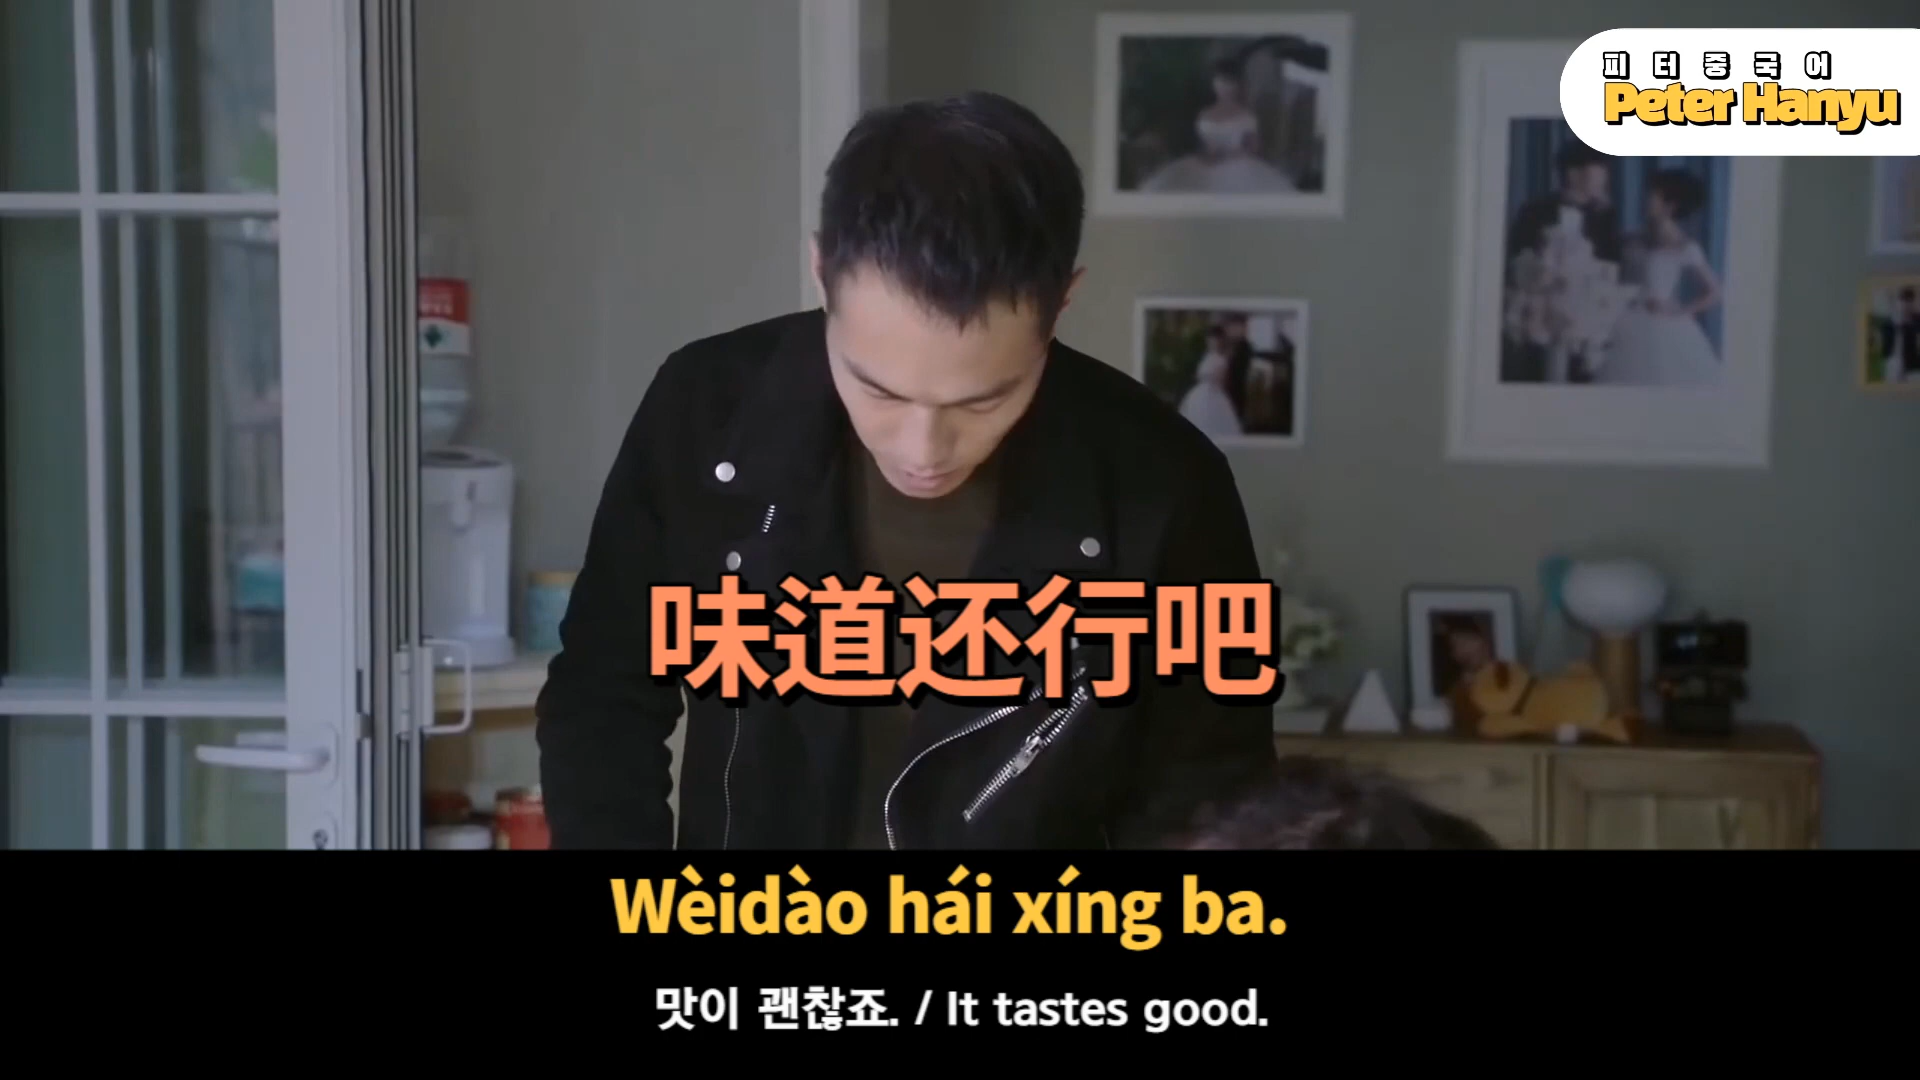 피터중국어
Peter Hanyu
味道还行吧
Wèidào hái xíng ba.
맛이 괜찮죠. / It tastes good.